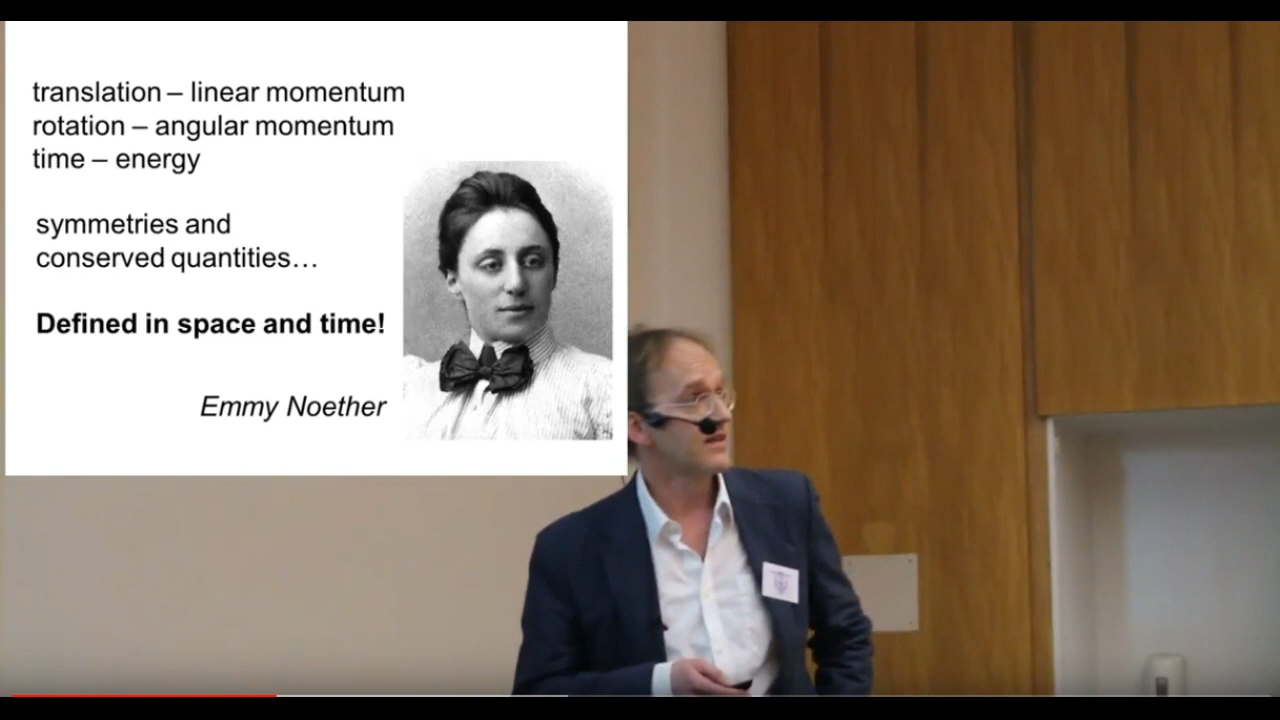 translation – linear momentum
rotation – angular momentum
time – energy
symmetries and
conserved quantities…
Defined in space and time!
Emmy Noether